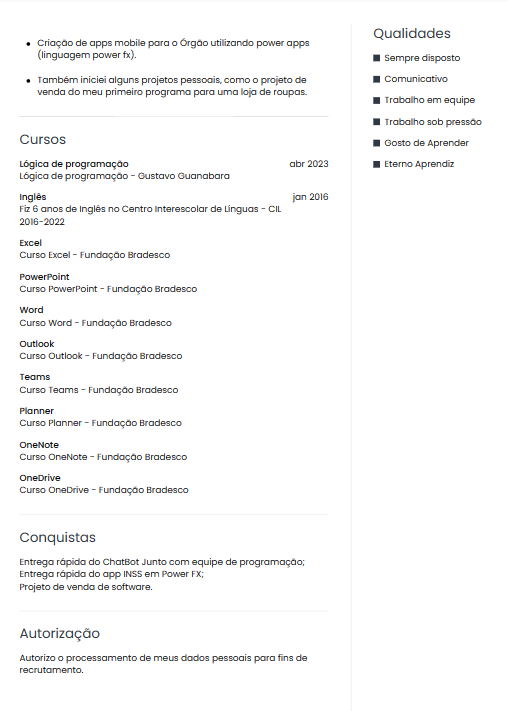 Criação de apps mobile para o Órgão utilizando power apps
(linguagem power fx).
Também iniciei alguns projetos pessoais, como o projeto de
venda do meu primeiro programa para uma loja de roupas.
Cursos
Lógica de programação abr 2023
Lógica de programação - Gustavo Guanabara
Inglês jan 2016
Fiz 6 anos de Inglês no Centro Interescolar de Línguas - CIL
2016-2022
Excel
Curso Excel - Fundação Bradesco
PowerPoint
Curso PowerPoint - Fundação Bradesco
Word
Curso Word - Fundação Bradesco
Outlook
Curso Outlook - Fundação Bradesco
Teams
Curso Teams - Fundação Bradesco
Planner
Curso Planner - Fundação Bradesco
OneNote
Curso OneNote - Fundação Bradesco
OneDrive
Curso OneDrive - Fundação Bradesco
Conquistas
Entrega rápida do ChatBot Junto com equipe de programação;
Entrega rápida do app INSS em Power FX;
Projeto de venda de software.
Autorização
Autorizo o processamento de meus dados pessoais para fins de
recrutamento.
Qualidades
Sempre disposto
Comunicativo
Trabalho em equipe
Trabalho sob pressão
Gosto de Aprender
Eterno Aprendiz